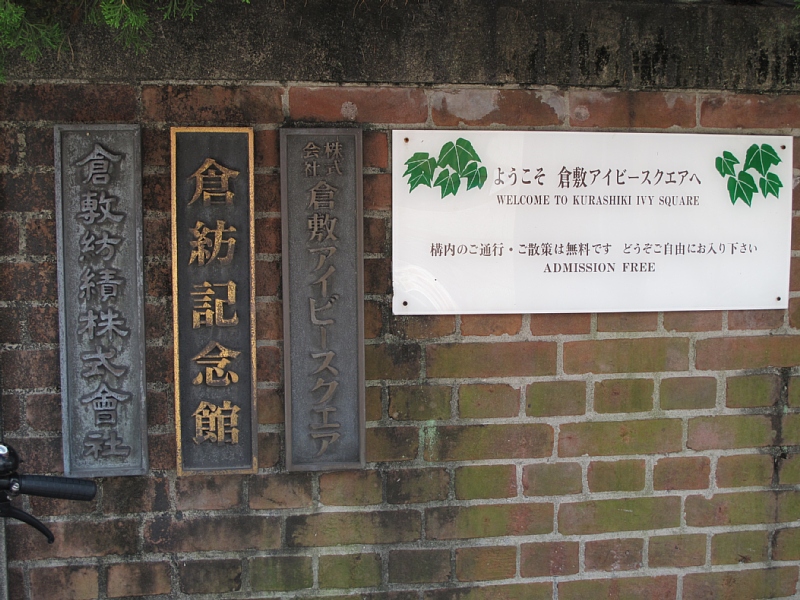 倉敷紡績株式會社
倉紡記念館
株式会社 倉敷アイビースクエア
ようこそ 倉敷アイビースクエアへ
WELCOME TO KURASHIKI IVY SQUARE
構内のご通行・ご散策は無料です どうぞご自由にお入り下さい
ADMISSION FREE